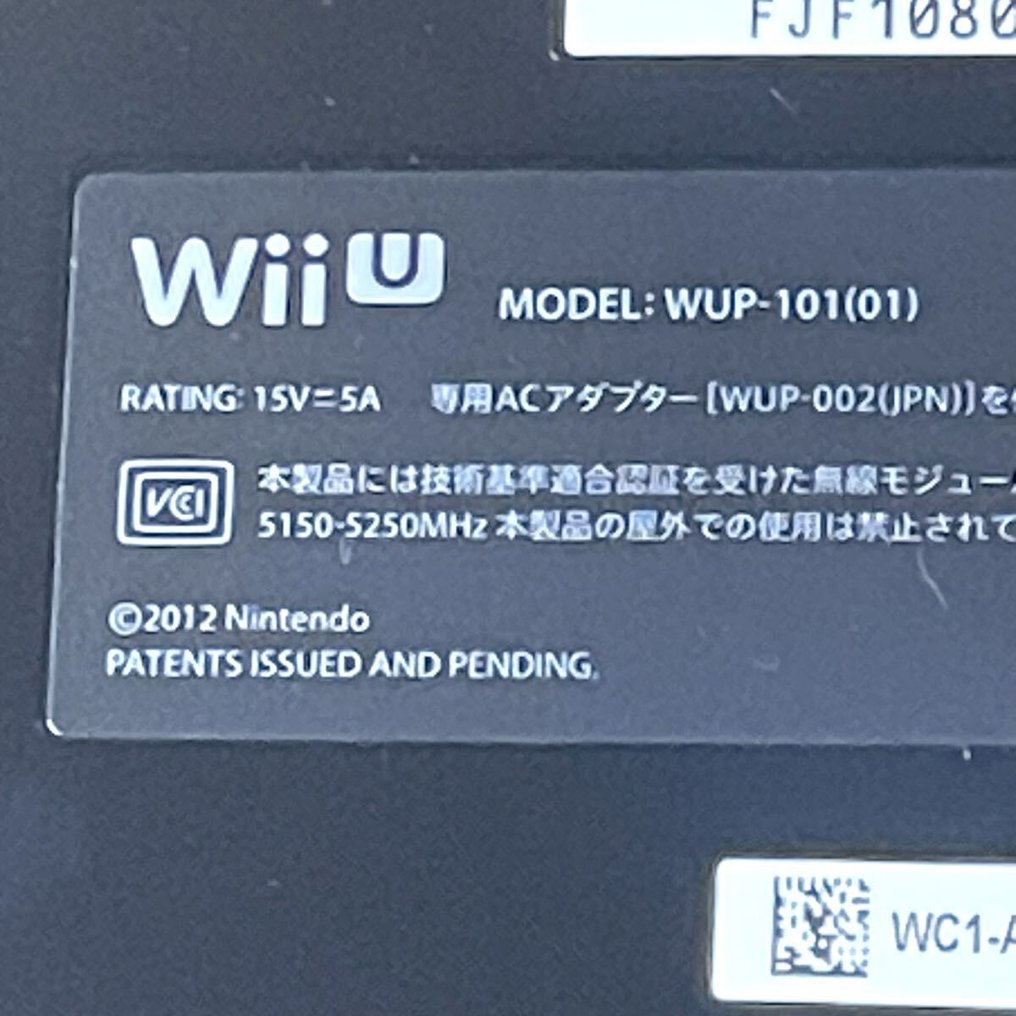 FJF1080
Wii U MODEL: WUP-101(01)
RATING: 15V⎓5A 専用ACアダプター[WUP-002(JPN)]を
VCI 本製品には技術基準適合認証を受けた無線モジュール
5150-5250MHz 本製品の屋外での使用は禁止されて
©2012 Nintendo
PATENTS ISSUED AND PENDING.
WC1-A